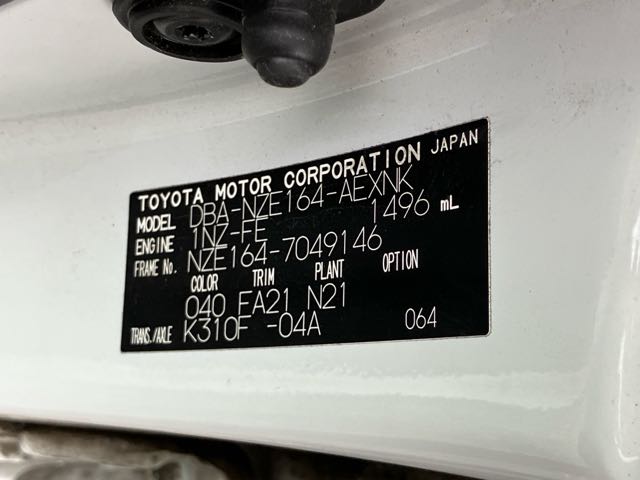 TOYOTA MOTOR CORPORATION JAPAN
MODEL DBA-NZE164-AEXNK
ENGINE 1NZ-FE 1496 mL
FRAME No. NZE164-7049146
COLOR TRIM PLANT OPTION
040 EA21 N21
TRANS./AXLE K310F -04A 064